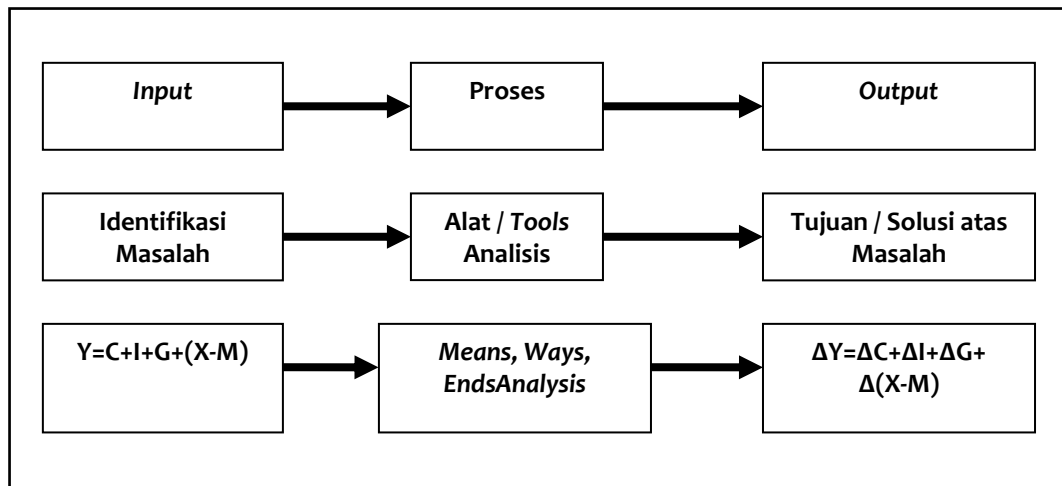 Input
Proses
Output
Identifikasi
Masalah
Alat / Tools
Analisis
Tujuan / Solusi atas
Masalah
Y=C+I+G+(X-M)
Means, Ways,
EndsAnalysis
ΔY=ΔC+ΔI+ΔG+
Δ(X-M)